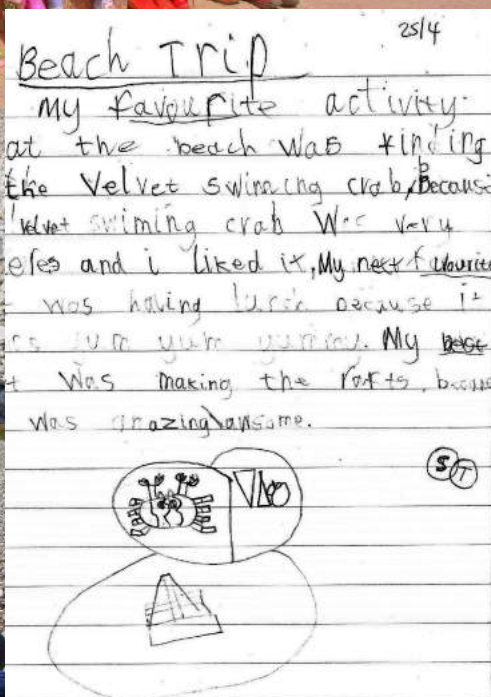 25/4
Beach Trip
My favourite activity
at the beach was finding
the Velvet swimming crab, Because
velvet swiming crab Was very
and i liked it, My next favourite
was having lunch because it
yum yum yummy. My best
Was making the rafts, because
was amazing awsome.
S T